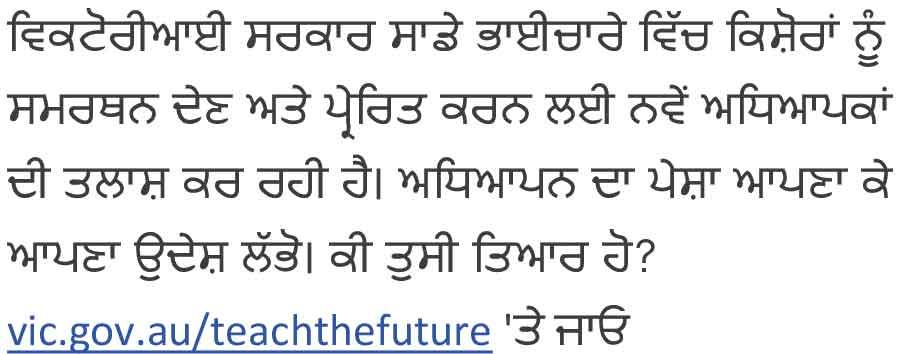 ਵਿਕਟੋਰੀਆਈ ਸਰਕਾਰ ਸਾਡੇ ਭਾਈਚਾਰੇ ਵਿੱਚ ਕਿਸ਼ੋਰਾਂ ਨੂੰ
ਸਮਰਥਨ ਦੇਣ ਅਤੇ ਪ੍ਰੇਰਿਤ ਕਰਨ ਲਈ ਨਵੇਂ ਅਧਿਆਪਕਾਂ
ਦੀ ਤਲਾਸ਼ ਕਰ ਰਹੀ ਹੈ। ਅਧਿਆਪਨ ਦਾ ਪੇਸ਼ਾ ਆਪਣਾ ਕੇ
ਆਪਣਾ ਉਦੇਸ਼ ਲੱਭੋ। ਕੀ ਤੁਸੀ ਤਿਆਰ ਹੋ?
vic.gov.au/teachthefuture 'ਤੇ ਜਾਓ